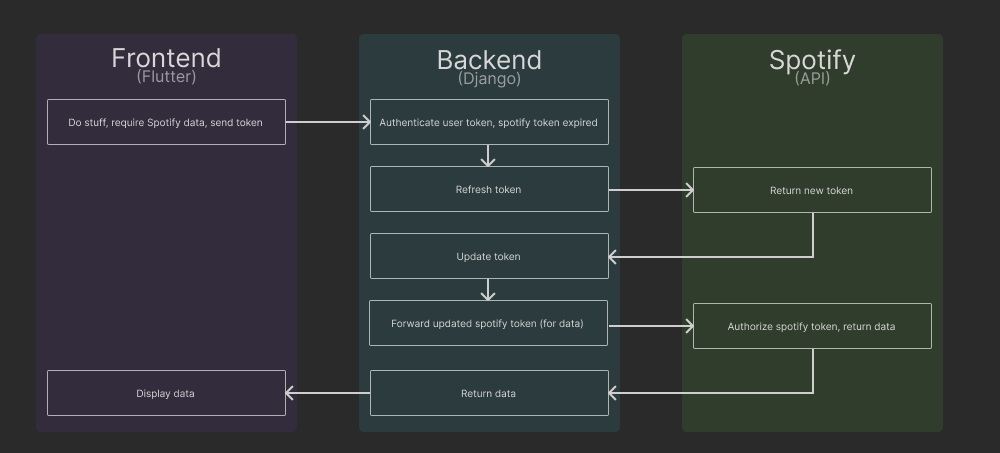 Frontend
(Flutter)
Backend
(Django)
Spotify
(API)
Do stuff, require Spotify data, send token
Authenticate user token, spotify token expired
Refresh token
Return new token
Update token
Forward updated spotify token (for data)
Authorize spotify token, return data
Return data
Display data